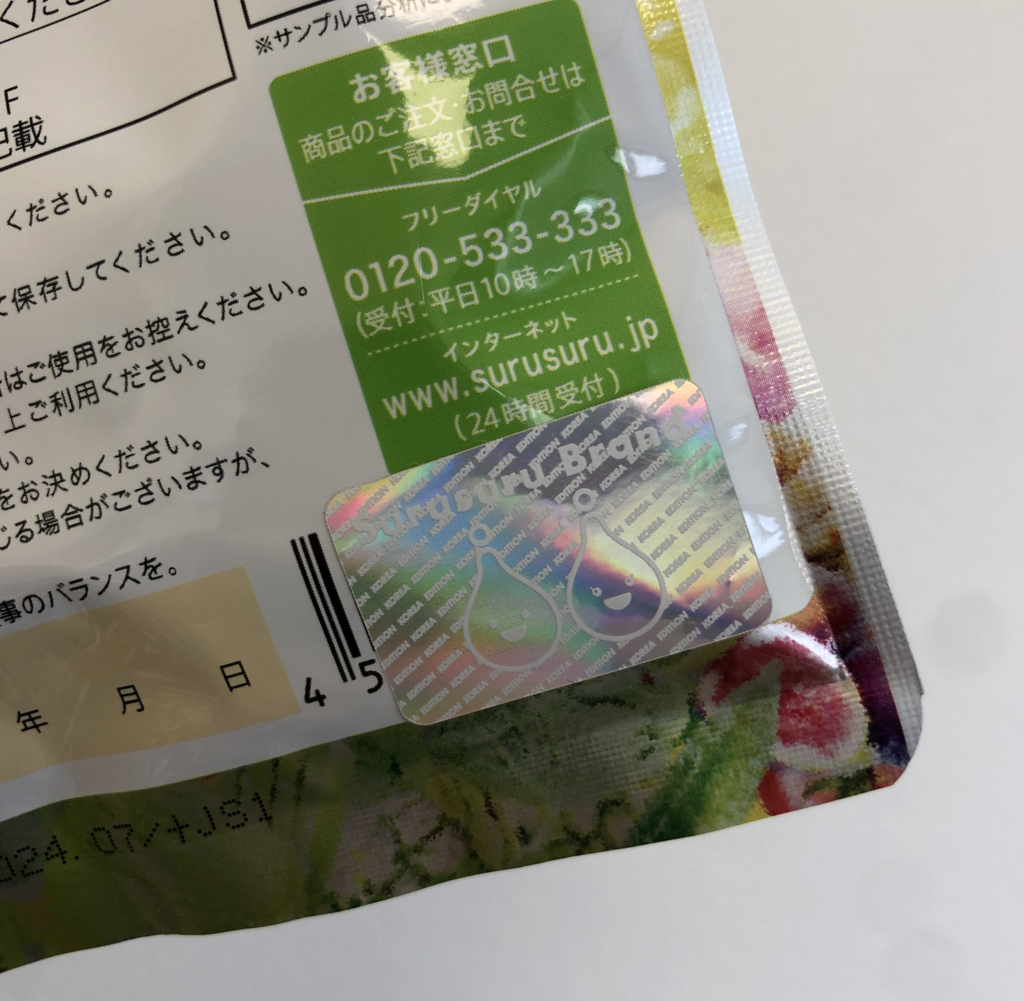 くださ
F
記載
ください。
て保存してください。
はご使用をお控えください。
上ご利用ください。
い。
をお決めください。
じる場合がございますが、
事のバランスを。
年 月 日
024.07/+JS1
※サンプル品分析に
お客様窓口
商品のご注文・お問合せは
下記窓口まで
フリーダイヤル
0120-533-333
(受付:平日10時～17時)
インターネット
www.surusuru.jp
(24時間受付)
Surusuru Brand
KOREA EDITION
4 5